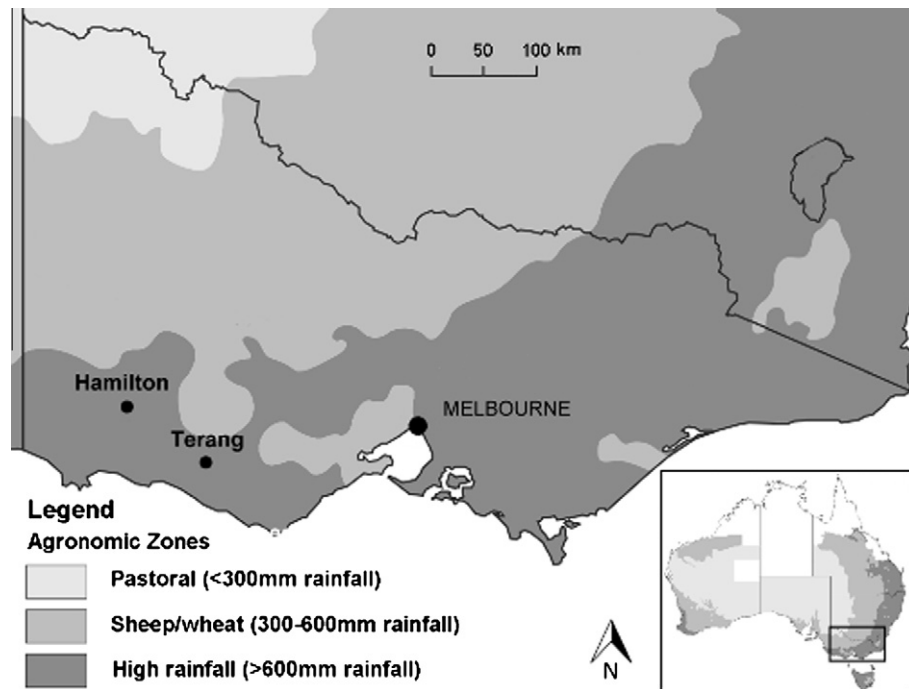 0 50 100 km
Hamilton
MELBOURNE
Terang
Legend
Agronomic Zones
Pastoral (<300mm rainfall)
Sheep/wheat (300-600mm rainfall)
High rainfall (>600mm rainfall)
N